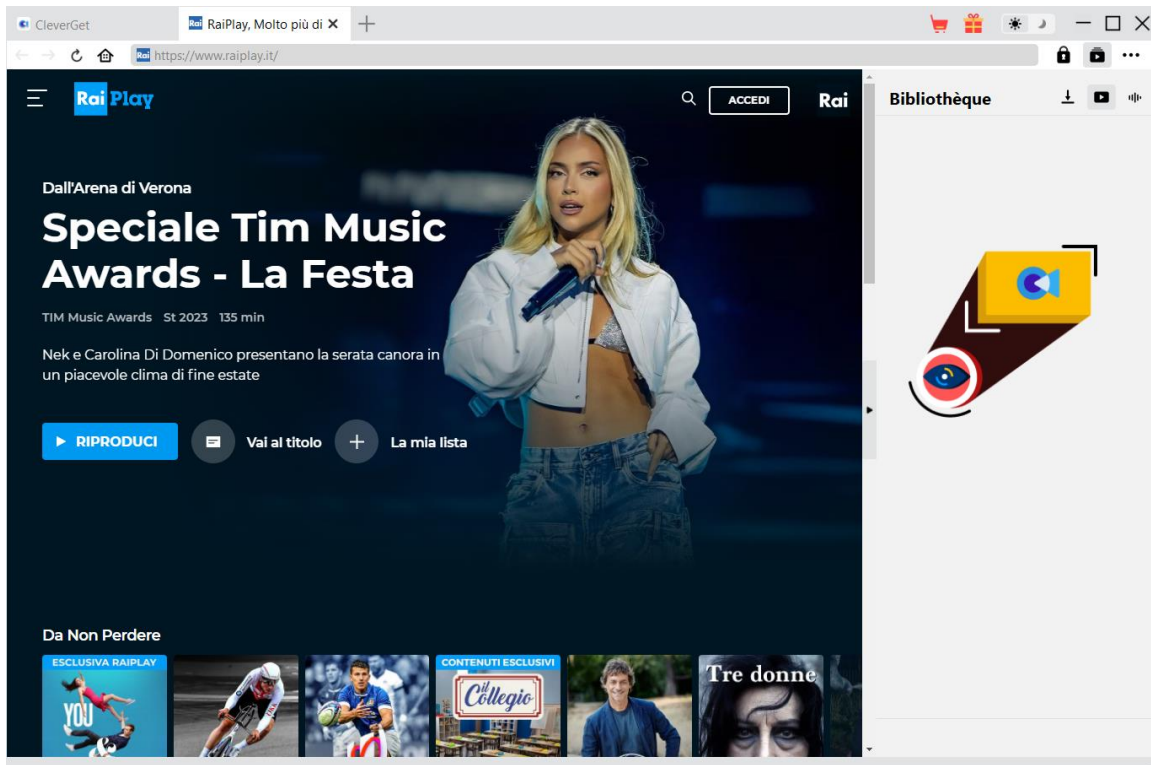 CleverGet
Rai RaiPlay, Molto più di
Rai https://www.raiplay.it/
Rai Play
ACCEDI
Rai
Bibliothèque
Dall'Arena di Verona
Speciale Tim Music
Awards - La Festa
TIM Music Awards St 2023 135 min
Nek e Carolina Di Domenico presentano la serata canora in
un piacevole clima di fine estate
RIPRODUCI
Vai al titolo
La mia lista
Da Non Perdere
ESCLUSIVA RAIPLAY
YOU
&
CONTENUTI ESCLUSIVI
il
Collegio
Tre donne